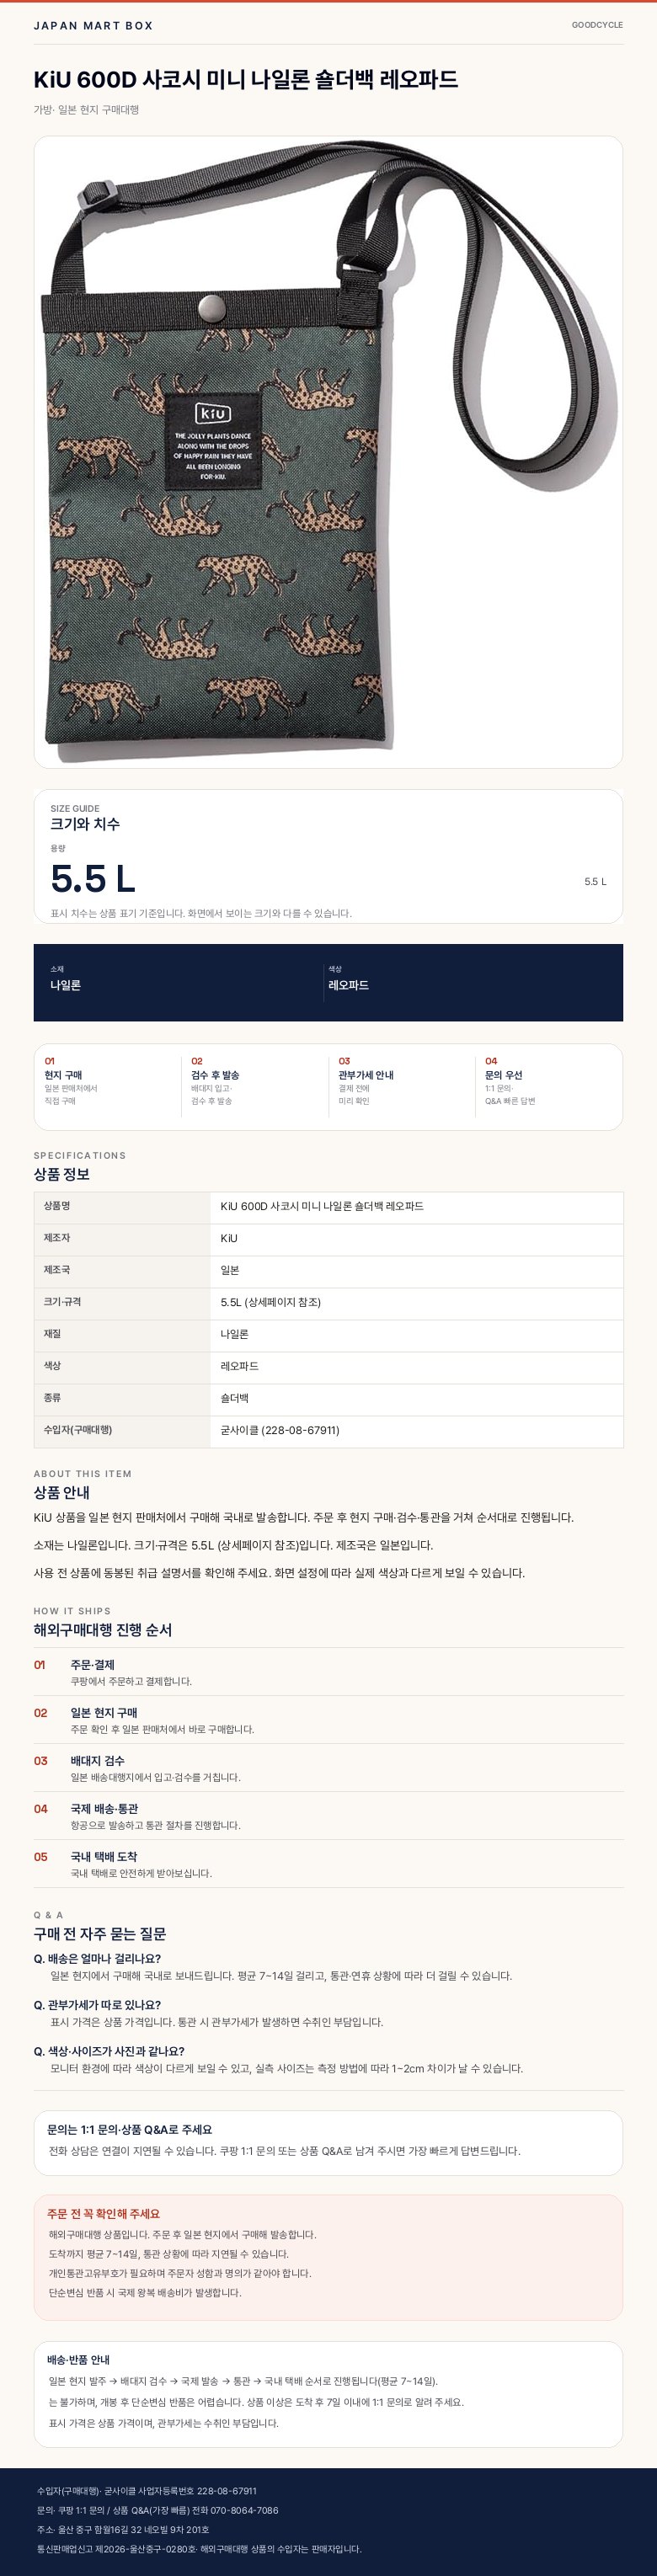 JAPAN MART BOX
GOODCYCLE
KiU 600D 사코시 미니 나일론 숄더백 레오파드
가방· 일본 현지 구매대행
kiu
THE JOLLY PLANTS DANCE
ALONG WITH THE DROPS
OF HAPPY RAIN THEY HAVE
ALL BEEN LONGING
FOR-KIU.
SIZE GUIDE
크기와 치수
용량
5.5 L
5.5 L
표시 치수는 상품 표기 기준입니다. 화면에서 보이는 크기와 다를 수 있습니다.
소재
나일론
색상
레오파드
01
현지 구매
일본 판매처에서
직접 구매
02
검수 후 발송
배대지 입고·
검수 후 발송
03
관부가세 안내
결제 전에
미리 확인
04
문의 우선
1:1 문의·
Q&A 빠른 답변
SPECIFICATIONS
상품 정보
상품명
KiU 600D 사코시 미니 나일론 숄더백 레오파드
제조자
KiU
제조국
일본
크기·규격
5.5L (상세페이지 참조)
재질
나일론
색상
레오파드
종류
숄더백
수입자(구매대행)
굳사이클 (228-08-67911)
ABOUT THIS ITEM
상품 안내
KiU 상품을 일본 현지 판매처에서 구매해 국내로 발송합니다. 주문 후 현지 구매·검수·통관을 거쳐 순서대로 진행됩니다.
소재는 나일론입니다. 크기·규격은 5.5L (상세페이지 참조)입니다. 제조국은 일본입니다.
사용 전 상품에 동봉된 취급 설명서를 확인해 주세요. 화면 설정에 따라 실제 색상과 다르게 보일 수 있습니다.
HOW IT SHIPS
해외구매대행 진행 순서
01
주문·결제
쿠팡에서 주문하고 결제합니다.
02
일본 현지 구매
주문 확인 후 일본 판매처에서 바로 구매합니다.
03
배대지 검수
일본 배송대행지에서 입고·검수를 거칩니다.
04
국제 배송·통관
항공으로 발송하고 통관 절차를 진행합니다.
05
국내 택배 도착
국내 택배로 안전하게 받아보십니다.
Q & A
구매 전 자주 묻는 질문
Q. 배송은 얼마나 걸리나요?
일본 현지에서 구매해 국내로 보내드립니다. 평균 7~14일 걸리고, 통관·연휴 상황에 따라 더 걸릴 수 있습니다.
Q. 관부가세가 따로 있나요?
표시 가격은 상품 가격입니다. 통관 시 관부가세가 발생하면 수취인 부담입니다.
Q. 색상·사이즈가 사진과 같나요?
모니터 환경에 따라 색상이 다르게 보일 수 있고, 실측 사이즈는 측정 방법에 따라 1~2cm 차이가 날 수 있습니다.
문의는 1:1 문의·상품 Q&A로 주세요
전화 상담은 연결이 지연될 수 있습니다. 쿠팡 1:1 문의 또는 상품 Q&A로 남겨 주시면 가장 빠르게 답변드립니다.
주문 전 꼭 확인해 주세요
해외구매대행 상품입니다. 주문 후 일본 현지에서 구매해 발송합니다.
도착까지 평균 7~14일, 통관 상황에 따라 지연될 수 있습니다.
개인통관고유부호가 필요하며 주문자 성함과 명의가 같아야 합니다.
단순변심 반품 시 국제 왕복 배송비가 발생합니다.
배송·반품 안내
일본 현지 발주 → 배대지 검수 → 국제 발송 → 통관 → 국내 택배 순서로 진행됩니다(평균 7~14일).
는 불가하며, 개봉 후 단순변심 반품은 어렵습니다. 상품 이상은 도착 후 7일 이내에 1:1 문의로 알려 주세요.
표시 가격은 상품 가격이며, 관부가세는 수취인 부담입니다.
수입자(구매대행)· 굳사이클 사업자등록번호 228-08-67911
문의· 쿠팡 1:1 문의 / 상품 Q&A(가장 빠름) 전화 070-8064-7086
주소· 울산 중구 함월16길 32 네오빌 9차 201호
통신판매업신고 제2026-울산중구-0280호· 해외구매대행 상품의 수입자는 판매자입니다.